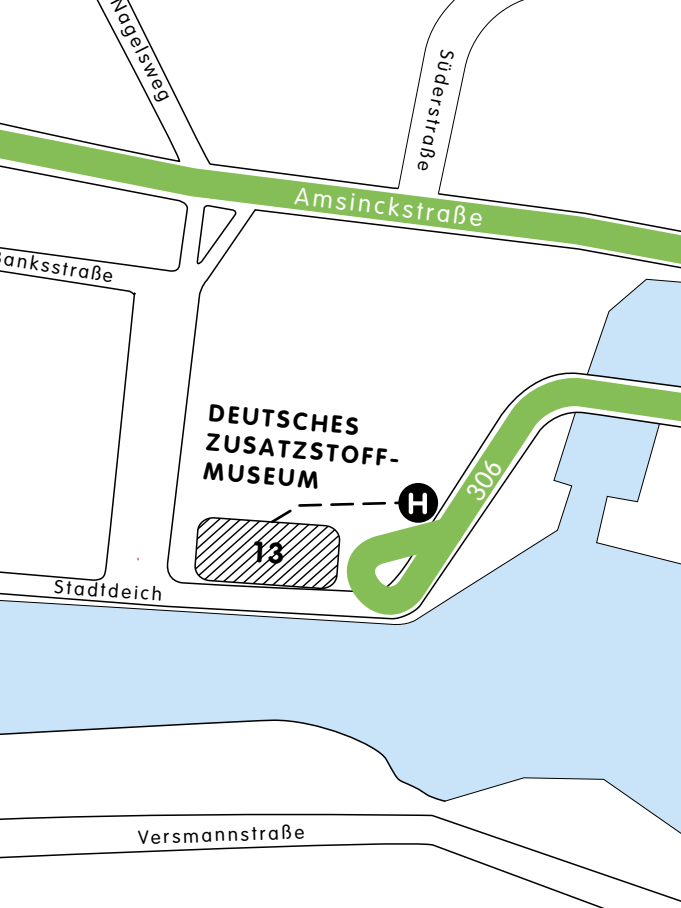 Nagelsweg
Süderstraße
Amsinckstraße
Banksstraße
DEUTSCHES
ZUSATZSTOFF-
MUSEUM
306
H
13
Stadtdeich
Versmannstraße